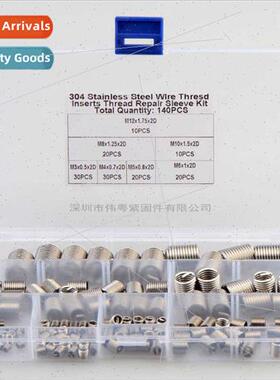 Arrivals
ty Goods
304 Stainless Steel Wire Thresd
Inserts Thread Repair Sleeve Kit
Total Quantity: 140PCS
M12x1.75x2D
10PCS
M8x1.25x2D
20PCS
M10x1.5x2D
10PCS
M3x0.5x2D
30PCS
M4x0.7x2D
30PCS
M5x0.8x2D
20PCS
M6x1x2D
20PCS
深圳市伟粤紧固件有限公司